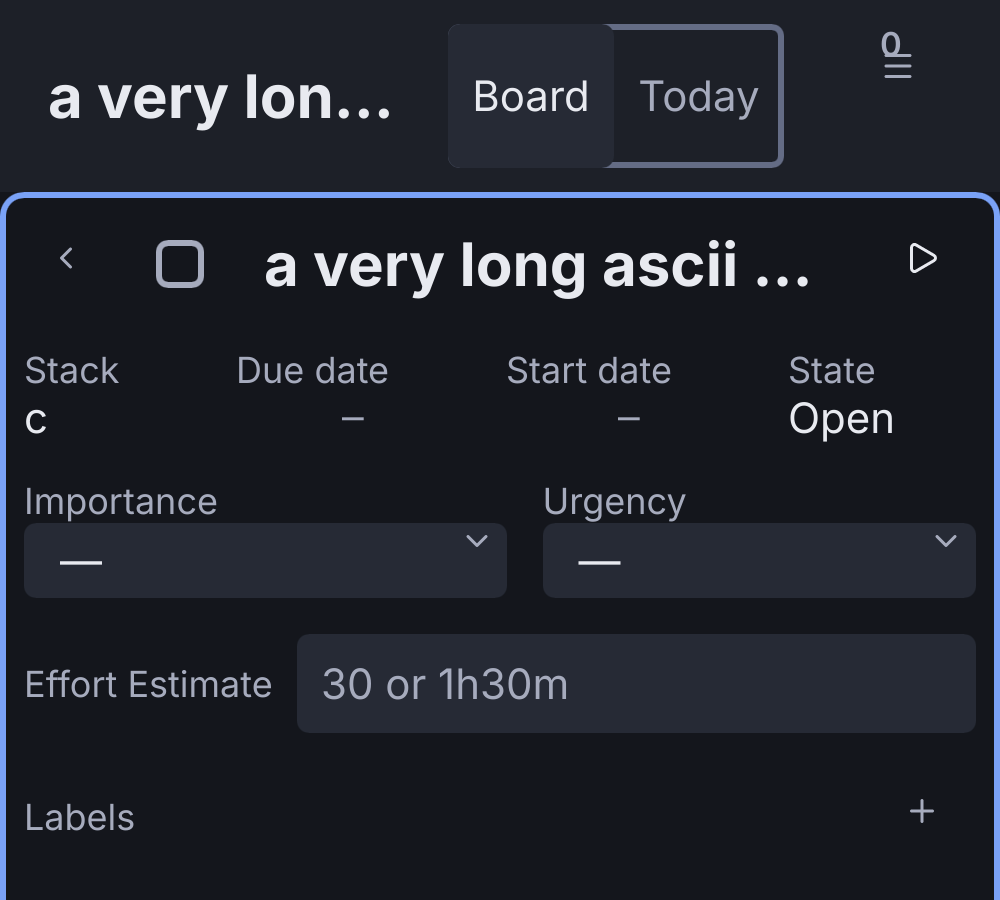 a very lon...
Board Today
0
a very long ascii ...
Stack Due date Start date State
c – – Open
Importance Urgency
— —
Effort Estimate 30 or 1h30m
Labels +